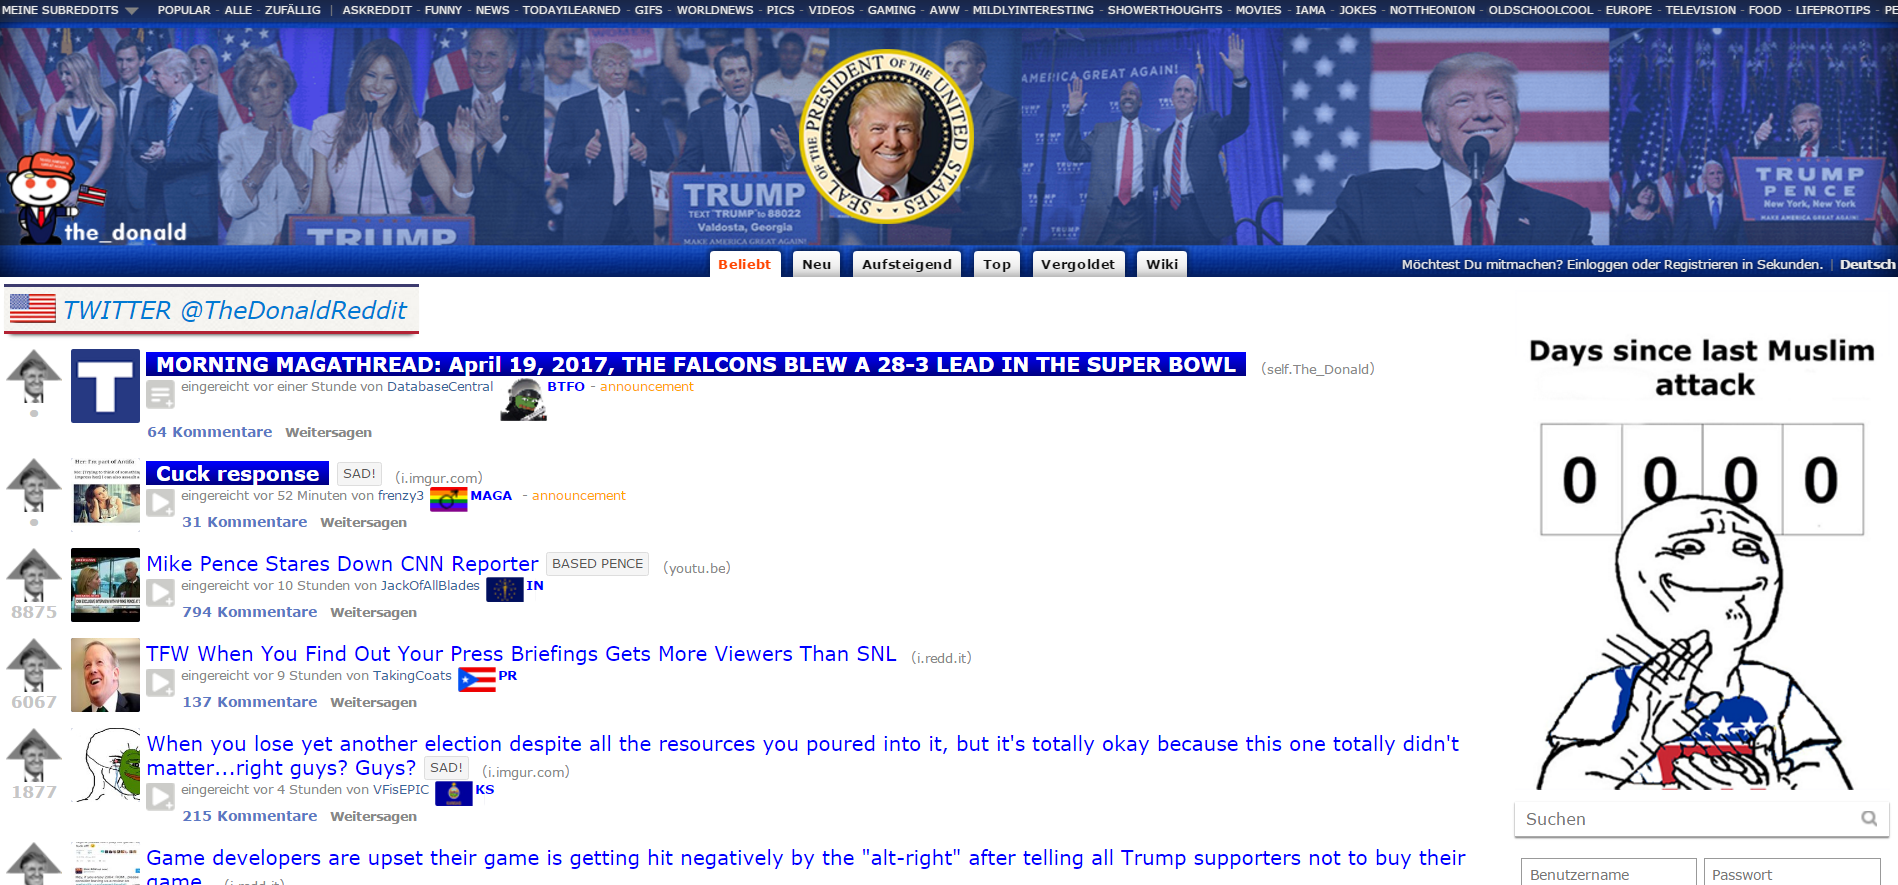 MEINE SUBREDDITS POPULAR - ALLE - ZUFÄLLIG | ASKREDDIT - FUNNY - NEWS - TODAYILEARNED - GIFS - WORLDNEWS - PICS - VIDEOS - GAMING - AWW - MILDLYINTERESTING - SHOWERTHOUGHTS - MOVIES - IAMA - JOKES - NOTTHEONION - OLDSCHOOLCOOL - EUROPE - TELEVISION - FOOD - LIFEPROTIPS - PE
WOMEN
AMERICA GREAT AGAIN!
SEAL OF THE PRESIDENT OF THE UNITED STATES
TRUMP
TEXT "TRUMP" to 88022
Valdosta, Georgia
MAKE AMERICA GREAT AGAIN!
TRUMP
TRUMP
PENCE
New York, New York
MAKE AMERICA GREAT AGAIN!
the_donald
Beliebt Neu Aufsteigend Top Vergoldet Wiki
Möchtest Du mitmachen? Einloggen oder Registrieren in Sekunden. | Deutsch
TWITTER @TheDonaldReddit
T
MORNING MAGATHREAD: April 19, 2017, THE FALCONS BLEW A 28-3 LEAD IN THE SUPER BOWL (self.The_Donald)
eingereicht vor einer Stunde von DatabaseCentral BTFO - announcement
64 Kommentare Weitersagen
Cuck response SAD! (i.imgur.com)
eingereicht vor 52 Minuten von frenzy3 MAGA - announcement
31 Kommentare Weitersagen
Mike Pence Stares Down CNN Reporter BASED PENCE (youtu.be)
eingereicht vor 10 Stunden von JackOfAllBlades IN
8875 794 Kommentare Weitersagen
TFW When You Find Out Your Press Briefings Gets More Viewers Than SNL (i.redd.it)
eingereicht vor 9 Stunden von TakingCoats PR
6067 137 Kommentare Weitersagen
When you lose yet another election despite all the resources you poured into it, but it's totally okay because this one totally didn't
matter...right guys? Guys? SAD! (i.imgur.com)
eingereicht vor 4 Stunden von VFisEPIC KS
1877 215 Kommentare Weitersagen
Game developers are upset their game is getting hit negatively by the "alt-right" after telling all Trump supporters not to buy their
game. (i.redd.it)
Days since last Muslim
attack
0 0 0 0
Suchen
Benutzername Passwort